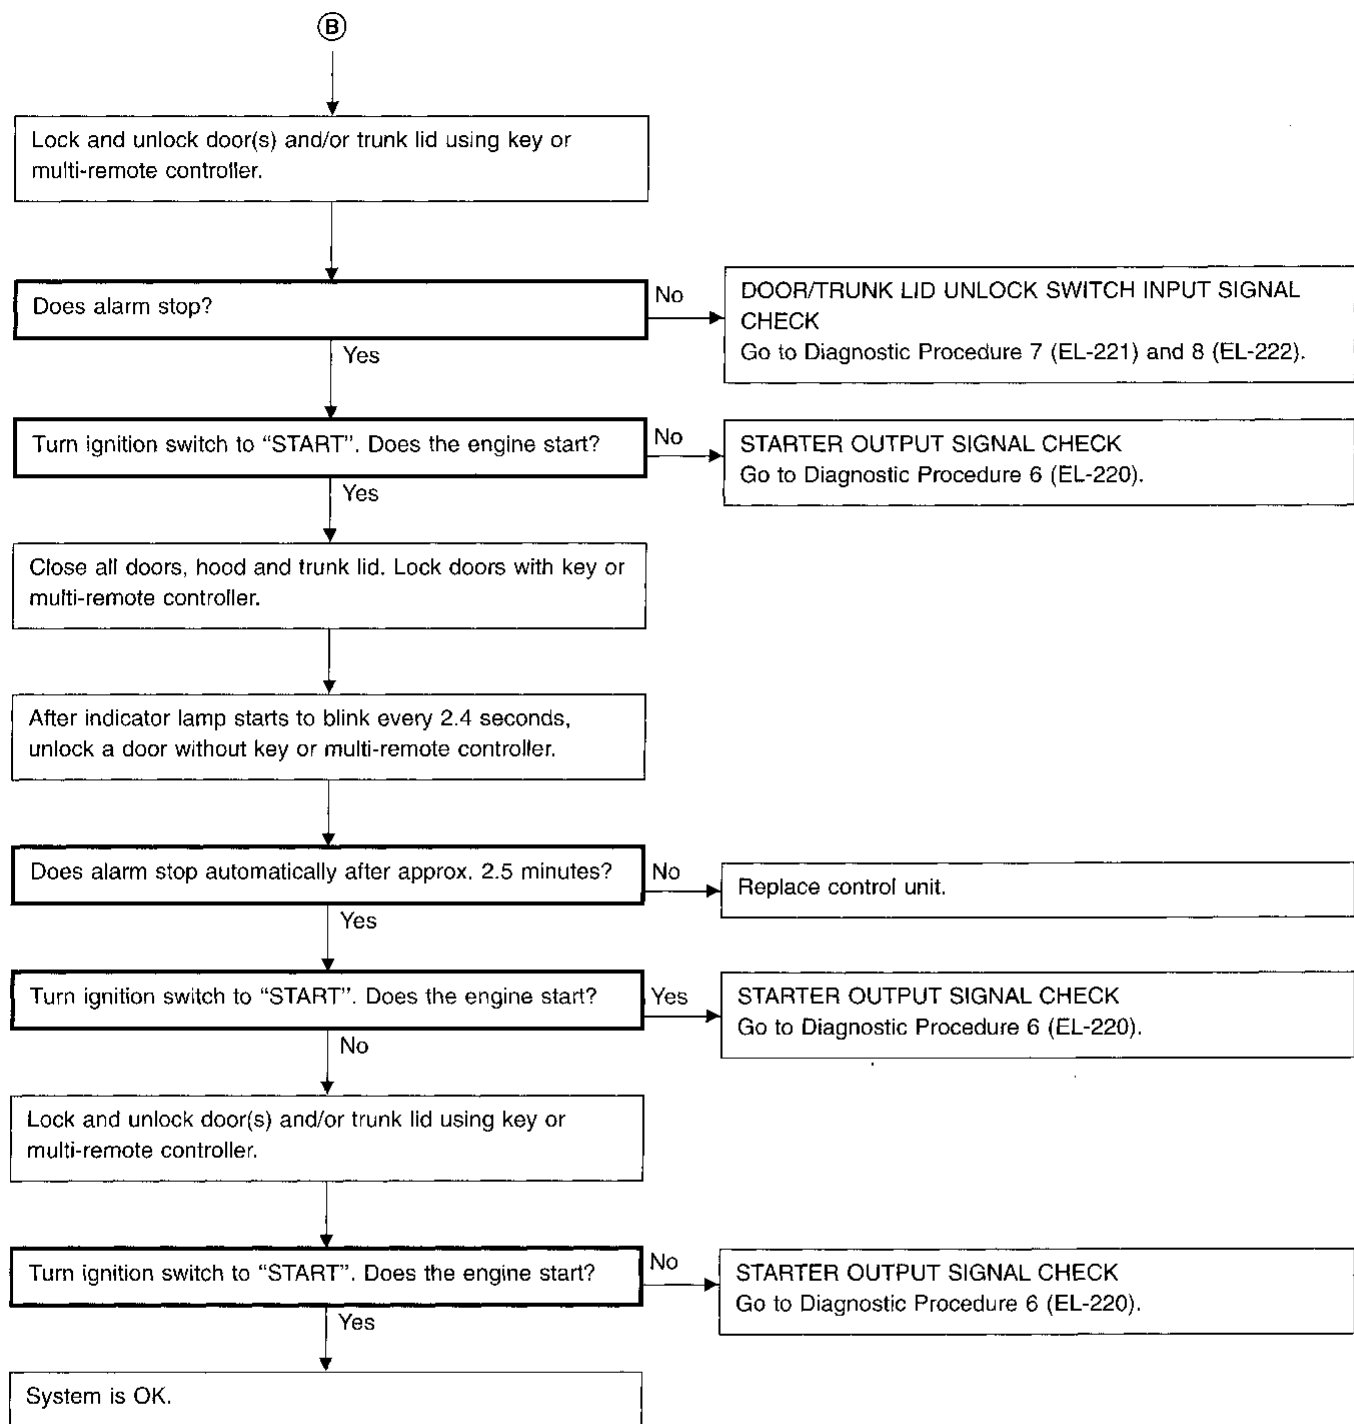 B
Lock and unlock door(s) and/or trunk lid using key or
multi-remote controller.
Does alarm stop?
No
DOOR/TRUNK LID UNLOCK SWITCH INPUT SIGNAL
CHECK
Go to Diagnostic Procedure 7 (EL-221) and 8 (EL-222).
Yes
Turn ignition switch to “START”. Does the engine start?
No
STARTER OUTPUT SIGNAL CHECK
Go to Diagnostic Procedure 6 (EL-220).
Yes
Close all doors, hood and trunk lid. Lock doors with key or
multi-remote controller.
After indicator lamp starts to blink every 2.4 seconds,
unlock a door without key or multi-remote controller.
Does alarm stop automatically after approx. 2.5 minutes?
No
Replace control unit.
Yes
Turn ignition switch to “START”. Does the engine start?
Yes
STARTER OUTPUT SIGNAL CHECK
Go to Diagnostic Procedure 6 (EL-220).
No
Lock and unlock door(s) and/or trunk lid using key or
multi-remote controller.
Turn ignition switch to “START”. Does the engine start?
No
STARTER OUTPUT SIGNAL CHECK
Go to Diagnostic Procedure 6 (EL-220).
Yes
System is OK.